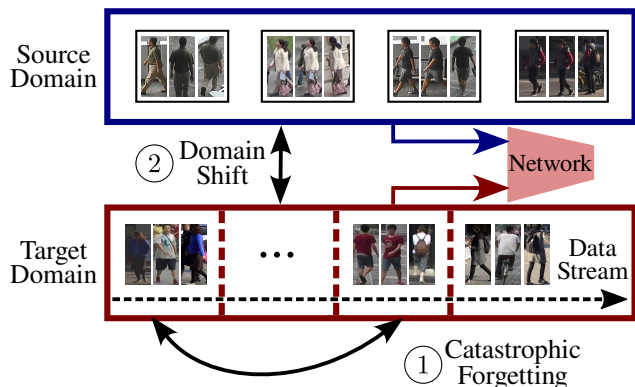 Source
Domain
2 Domain
Shift
Network
Target
Domain
...
Data
Stream
1 Catastrophic
Forgetting